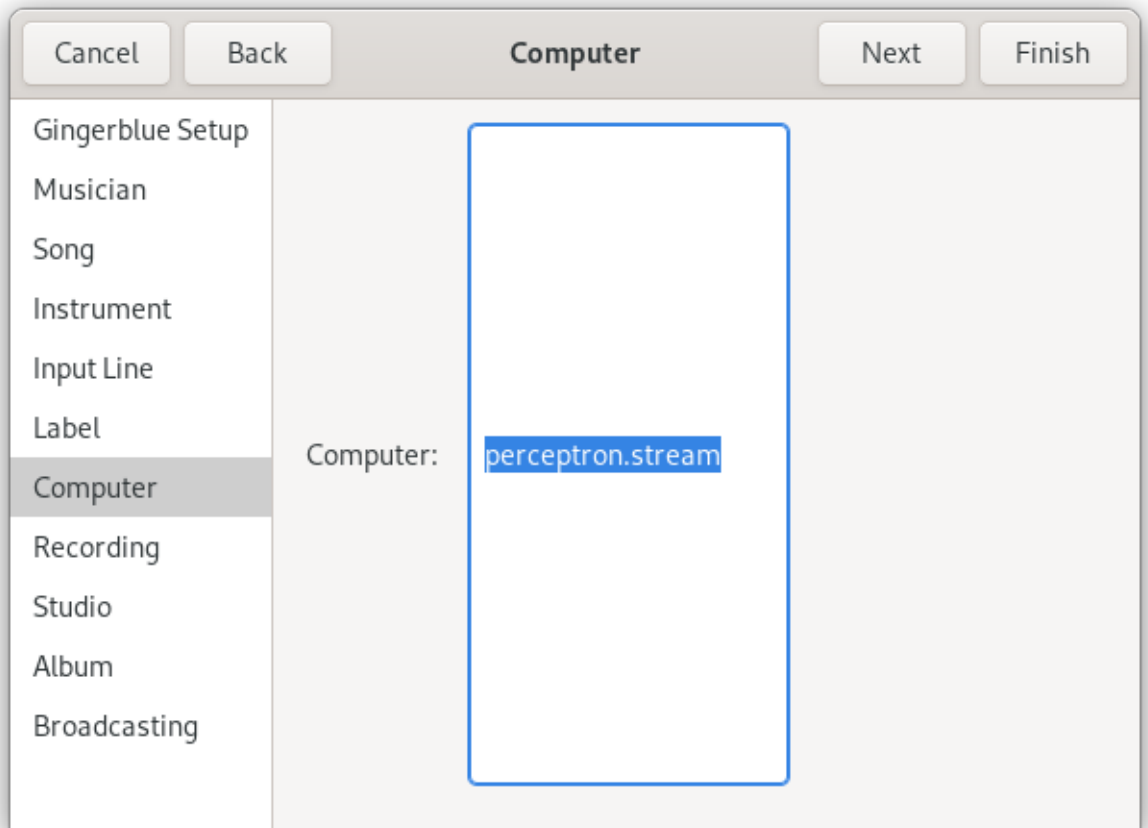 Cancel Back Computer Next Finish
Gingerblue Setup
Musician
Song
Instrument
Input Line
Label
Computer
Recording
Studio
Album
Broadcasting
Computer: perceptron.stream